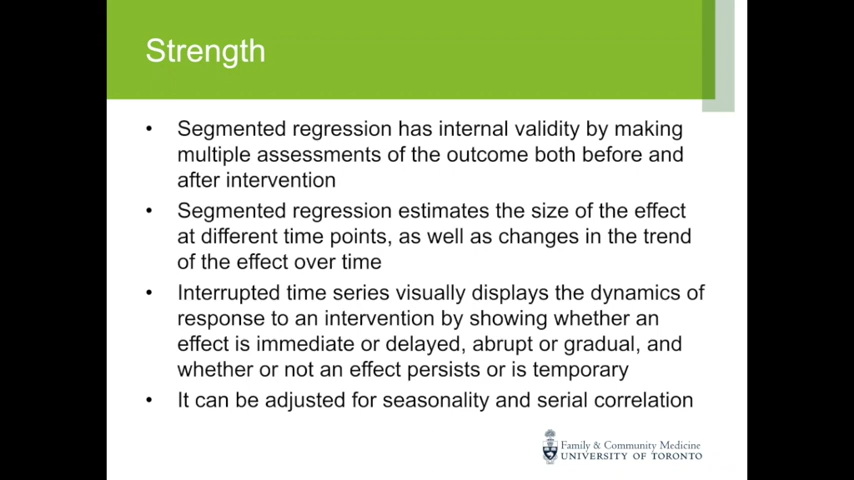 Strength
• Segmented regression has internal validity by making
multiple assessments of the outcome both before and
after intervention
• Segmented regression estimates the size of the effect
at different time points, as well as changes in the trend
of the effect over time
• Interrupted time series visually displays the dynamics of
response to an intervention by showing whether an
effect is immediate or delayed, abrupt or gradual, and
whether or not an effect persists or is temporary
• It can be adjusted for seasonality and serial correlation
Family & Community Medicine
UNIVERSITY OF TORONTO